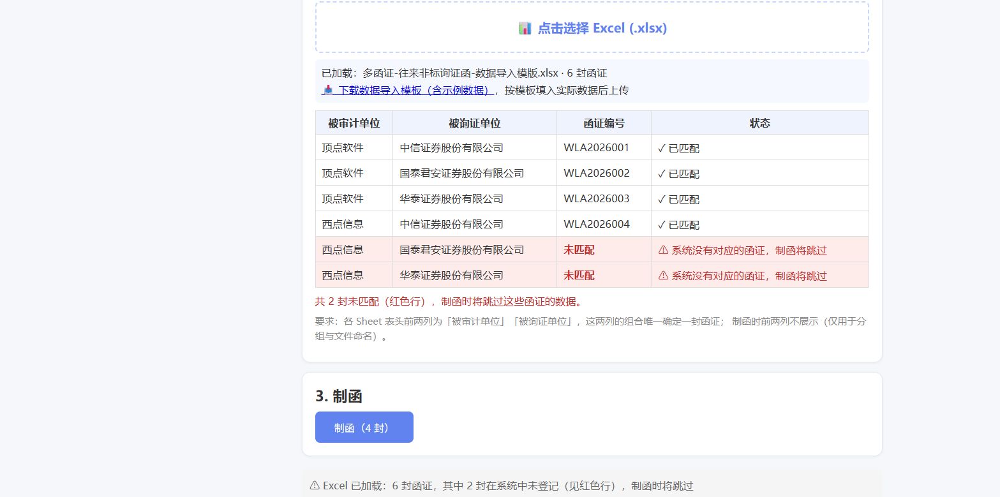 📊 点击选择 Excel (.xlsx)
已加载：多函证-往来非标询证函-数据导入模版.xlsx · 6 封函证
📥 下载数据导入模板（含示例数据），按模板填入实际数据后上传
被审计单位 被询证单位 函证编号 状态
顶点软件 中信证券股份有限公司 WLA2026001 ✓ 已匹配
顶点软件 国泰君安证券股份有限公司 WLA2026002 ✓ 已匹配
顶点软件 华泰证券股份有限公司 WLA2026003 ✓ 已匹配
西点信息 中信证券股份有限公司 WLA2026004 ✓ 已匹配
西点信息 国泰君安证券股份有限公司 未匹配 ⚠ 系统没有对应的函证，制函将跳过
西点信息 华泰证券股份有限公司 未匹配 ⚠ 系统没有对应的函证，制函将跳过
共 2 封未匹配（红色行），制函时将跳过这些函证的数据。
要求：各 Sheet 表头前两列为「被审计单位」「被询证单位」，这两列的组合唯一确定一封函证； 制函时前两列不展示（仅用于分
组与文件命名）。
3. 制函
制函（4 封）
⚠ Excel 已加载：6 封函证，其中 2 封在系统中未登记（见红色行），制函时将跳过